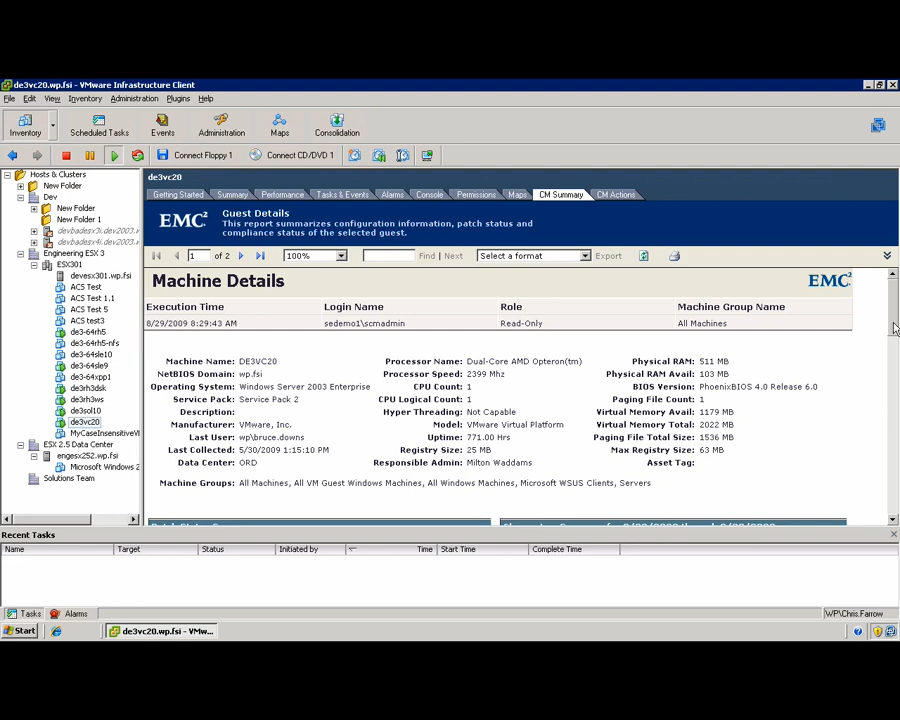 de3vc20.wp.fsi - VMware Infrastructure Client
File Edit View Inventory Administration Plugins Help
Inventory Scheduled Tasks Events Administration Maps Consolidation
Connect Floppy 1 Connect CD/DVD 1
Hosts & Clusters
New Folder
Dev
New Folder
New Folder 1
devbadesx3i.dev2003.w
devbadesx4i.dev2003.w
Engineering ESX 3
ESX301
devesx301.wp.fsi
ACS Test
ACS Test 1,1
ACS Test 5
ACS test3
de3-64rh5
de3-64rh5-nfs
de3-64sle10
de3-64sle9
de3-64xpp1
de3rh3dsk
de3rh3ws
de3sol10
de3vc20
MyCaseInsensitiveV
ESX 2.5 Data Center
engesx252.wp.fsi
Microsoft Windows 2
Solutions Team
de3vc20
Getting Started Summary Performance Tasks & Events Alarms Console Permissions Maps CM Summary CM Actions
EMC²
Guest Details
This report summarizes configuration information, patch status and
compliance status of the selected guest.
1 of 2 100% Find | Next Select a format Export
Machine Details EMC²
Execution Time Login Name Role Machine Group Name
8/29/2009 8:29:43 AM sedemo1\scmadmin Read-Only All Machines
Machine Name: DE3VC20 Processor Name: Dual-Core AMD Opteron(tm) Physical RAM: 511 MB
NetBIOS Domain: wp.fsi Processor Speed: 2399 Mhz Physical RAM Avail: 103 MB
Operating System: Windows Server 2003 Enterprise CPU Count: 1 BIOS Version: PhoenixBIOS 4.0 Release 6.0
Service Pack: Service Pack 2 CPU Logical Count: 1 Paging File Count: 1
Description: Hyper Threading: Not Capable Virtual Memory Avail: 1179 MB
Manufacturer: VMware, Inc. Model: VMware Virtual Platform Virtual Memory Total: 2022 MB
Last User: wp\bruce.downs Uptime: 771.00 Hrs Paging File Total Size: 1536 MB
Last Collected: 5/30/2009 1:15:10 PM Registry Size: 25 MB Max Registry Size: 63 MB
Data Center: ORD Responsible Admin: Milton Waddams Asset Tag:
Machine Groups: All Machines, All VM Guest Windows Machines, All Windows Machines, Microsoft WSUS Clients, Servers
Recent Tasks
Name Target Status Initiated by Time Start Time Complete Time
Tasks Alarms WP\Chris.Farrow
Start de3vc20.wp.fsi - VMw...